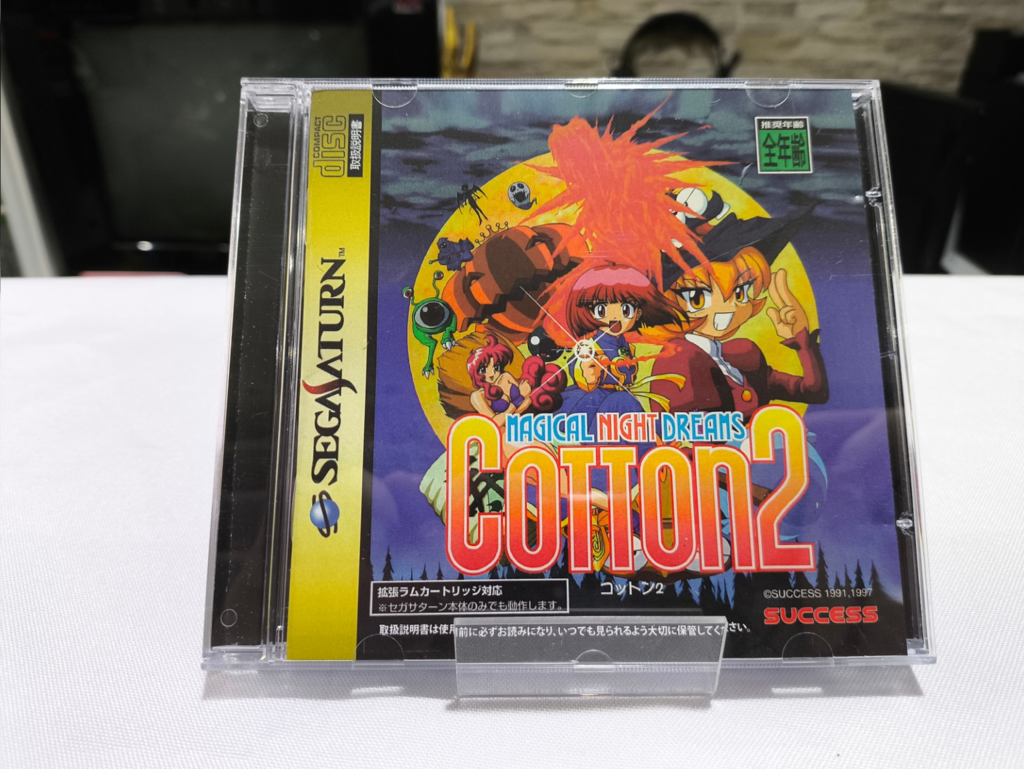 COMPACT
disc
取扱説明書
SEGA SATURN™
推奨年齢
全年齢
MAGICAL NIGHT DREAMS
COTTON2
コットン2
拡張ラムカートリッジ対応
※セガサターン本体のみでも動作します。
©SUCCESS 1991,1997
SUCCESS
取扱説明書は使用前に必ずお読みになり、いつでも見られるよう大切に保管してください。